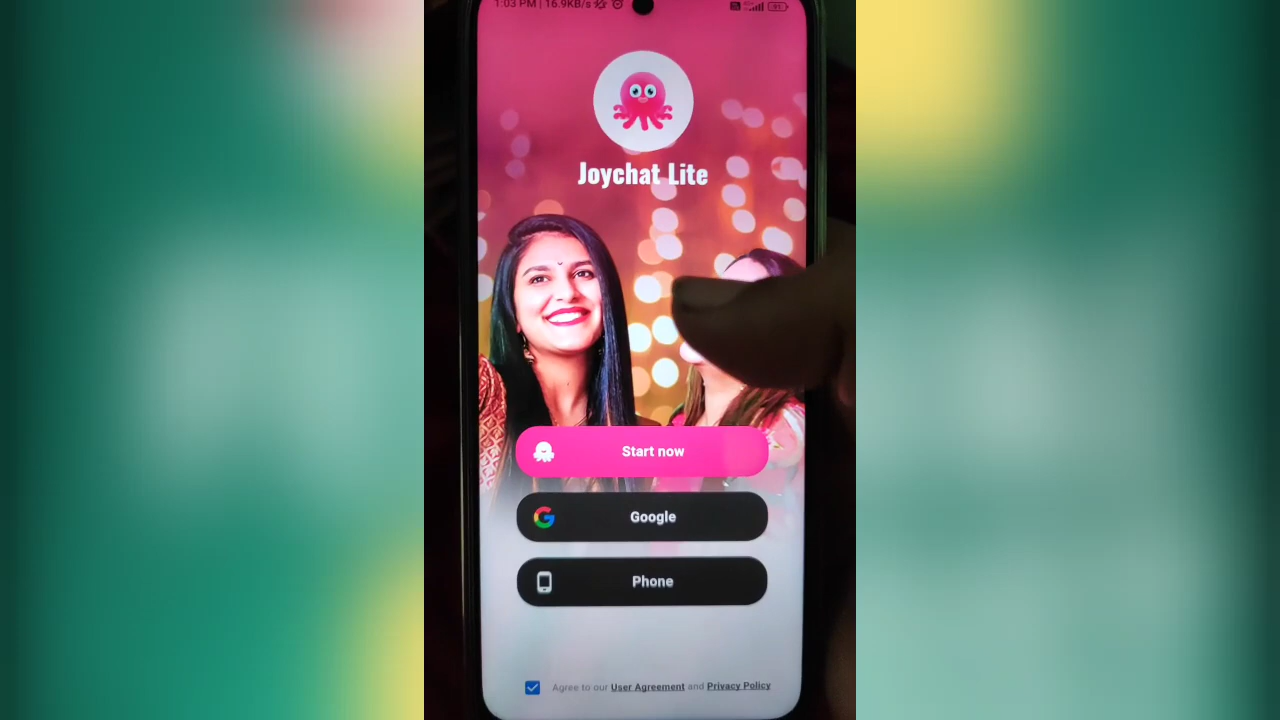 1:03 PM | 16.9KB/s
91
Joychat Lite
Start now
Google
Phone
Agree to our User Agreement and Privacy Policy